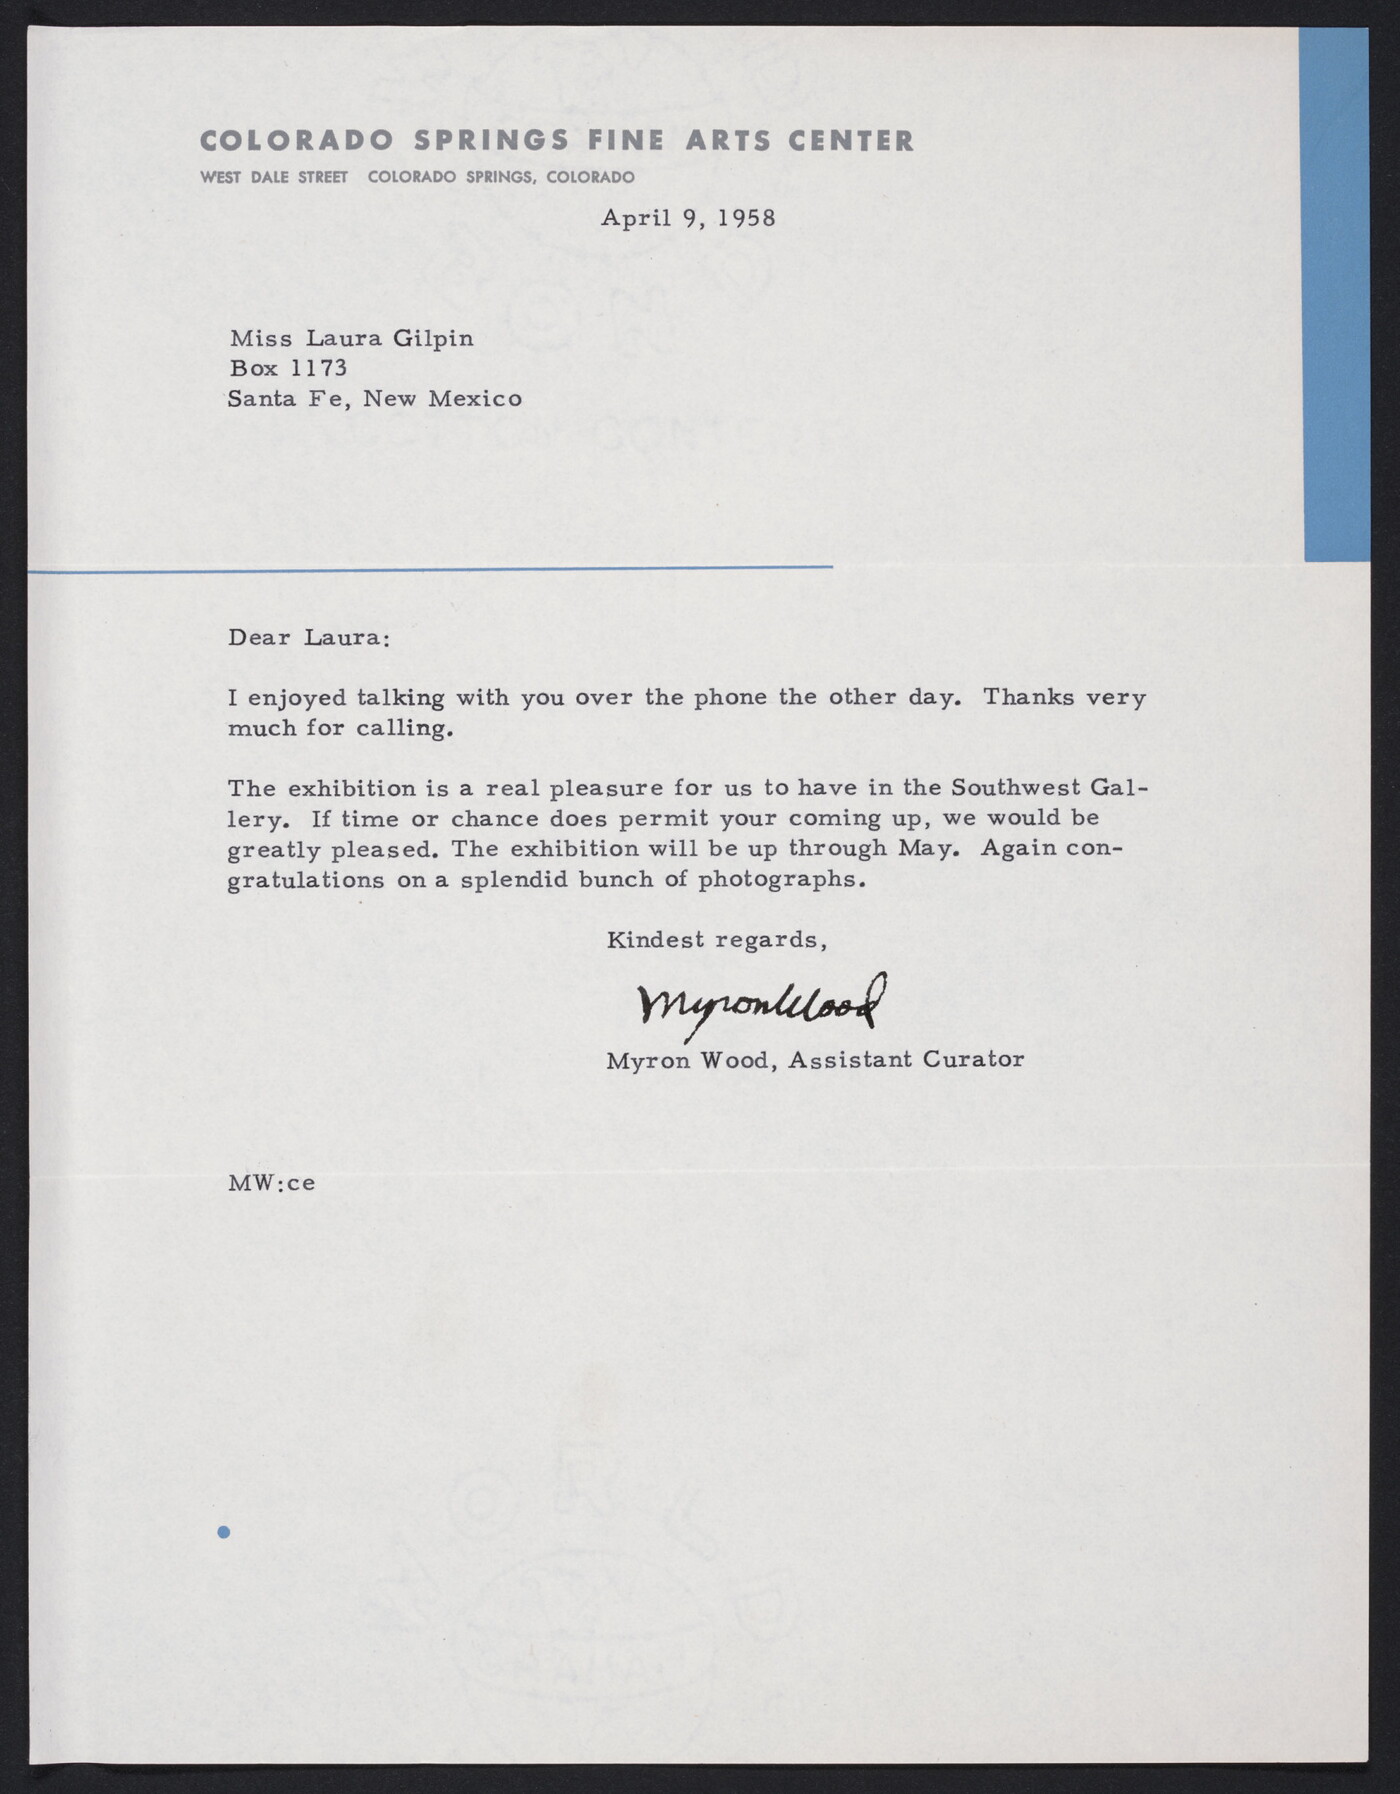 COLORADO SPRINGS FINE ARTS CENTER
WEST DALE STREET COLORADO SPRINGS, COLORADO
April 9, 1958
Miss Laura Gilpin
Box 1173
Santa Fe, New Mexico
Dear Laura:
I enjoyed talking with you over the phone the other day. Thanks very
much for calling.
The exhibition is a real pleasure for us to have in the Southwest Gal-
lery. If time or chance does permit your coming up, we would be
greatly pleased. The exhibition will be up through May. Again con-
gratulations on a splendid bunch of photographs.
Kindest regards,
Myron Wood
Myron Wood, Assistant Curator
MW:ce